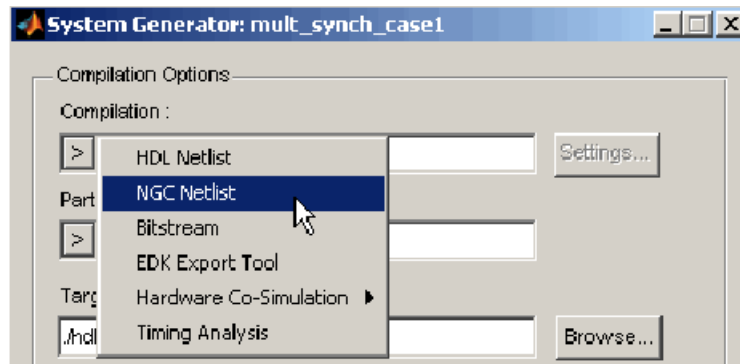 System Generator: mult_synch_case1
Compilation Options
Compilation :
> Settings...
HDL Netlist
NGC Netlist
Part
Bitstream
>
EDK Export Tool
Hardware Co-Simulation
Targ
Timing Analysis
./hdl Browse...